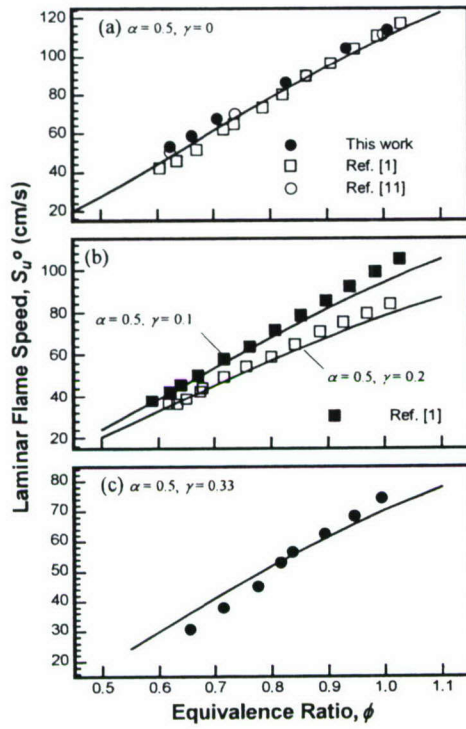 120
100
80
60
40
20
(a) α = 0.5, γ = 0
This work
Ref. [1]
Ref. [11]
Laminar Flame Speed, Sᵤᵒ (cm/s)
100
80
60
40
20
(b)
α = 0.5, γ = 0.1
α = 0.5, γ = 0.2
Ref. [1]
80
70
60
50
40
30
20
(c) α = 0.5, γ = 0.33
0.5 0.6 0.7 0.8 0.9 1.0 1.1
Equivalence Ratio, ϕ